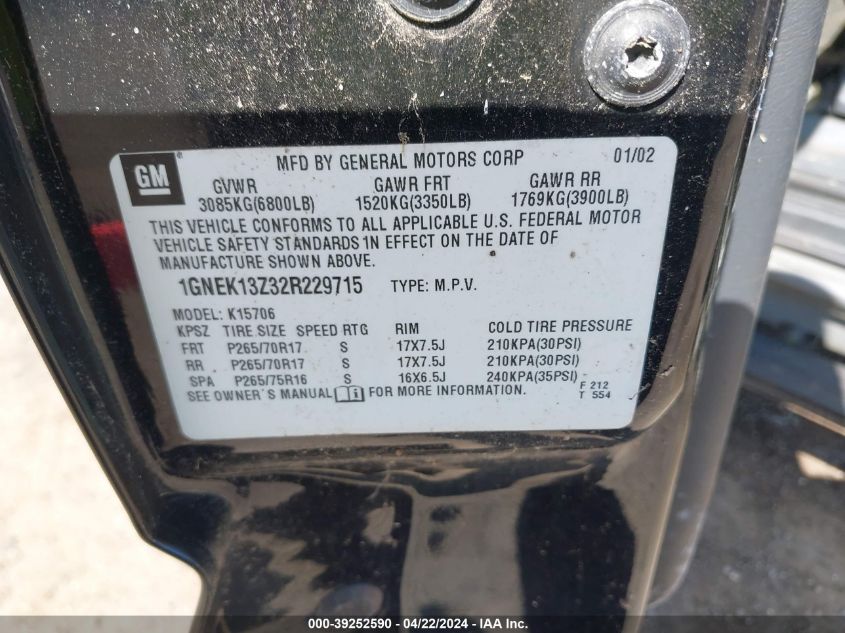 GM
MFD BY GENERAL MOTORS CORP 01/02
GVWR GAWR FRT GAWR RR
3085KG(6800LB) 1520KG(3350LB) 1769KG(3900LB)
THIS VEHICLE CONFORMS TO ALL APPLICABLE U.S. FEDERAL MOTOR
VEHICLE SAFETY STANDARDS IN EFFECT ON THE DATE OF
MANUFACTURE SHOWN ABOVE.
1GNEK13Z32R229715 TYPE: M.P.V.
MODEL: K15706
KPSZ TIRE SIZE SPEED RTG RIM COLD TIRE PRESSURE
FRT P265/70R17 S 17X7.5J 210KPA(30PSI)
RR P265/70R17 S 17X7.5J 210KPA(30PSI)
SPA P265/75R16 S 16X6.5J 240KPA(35PSI)
SEE OWNER'S MANUAL i FOR MORE INFORMATION.
F 212
T 554
000-39252590 - 04/22/2024 - IAA Inc.